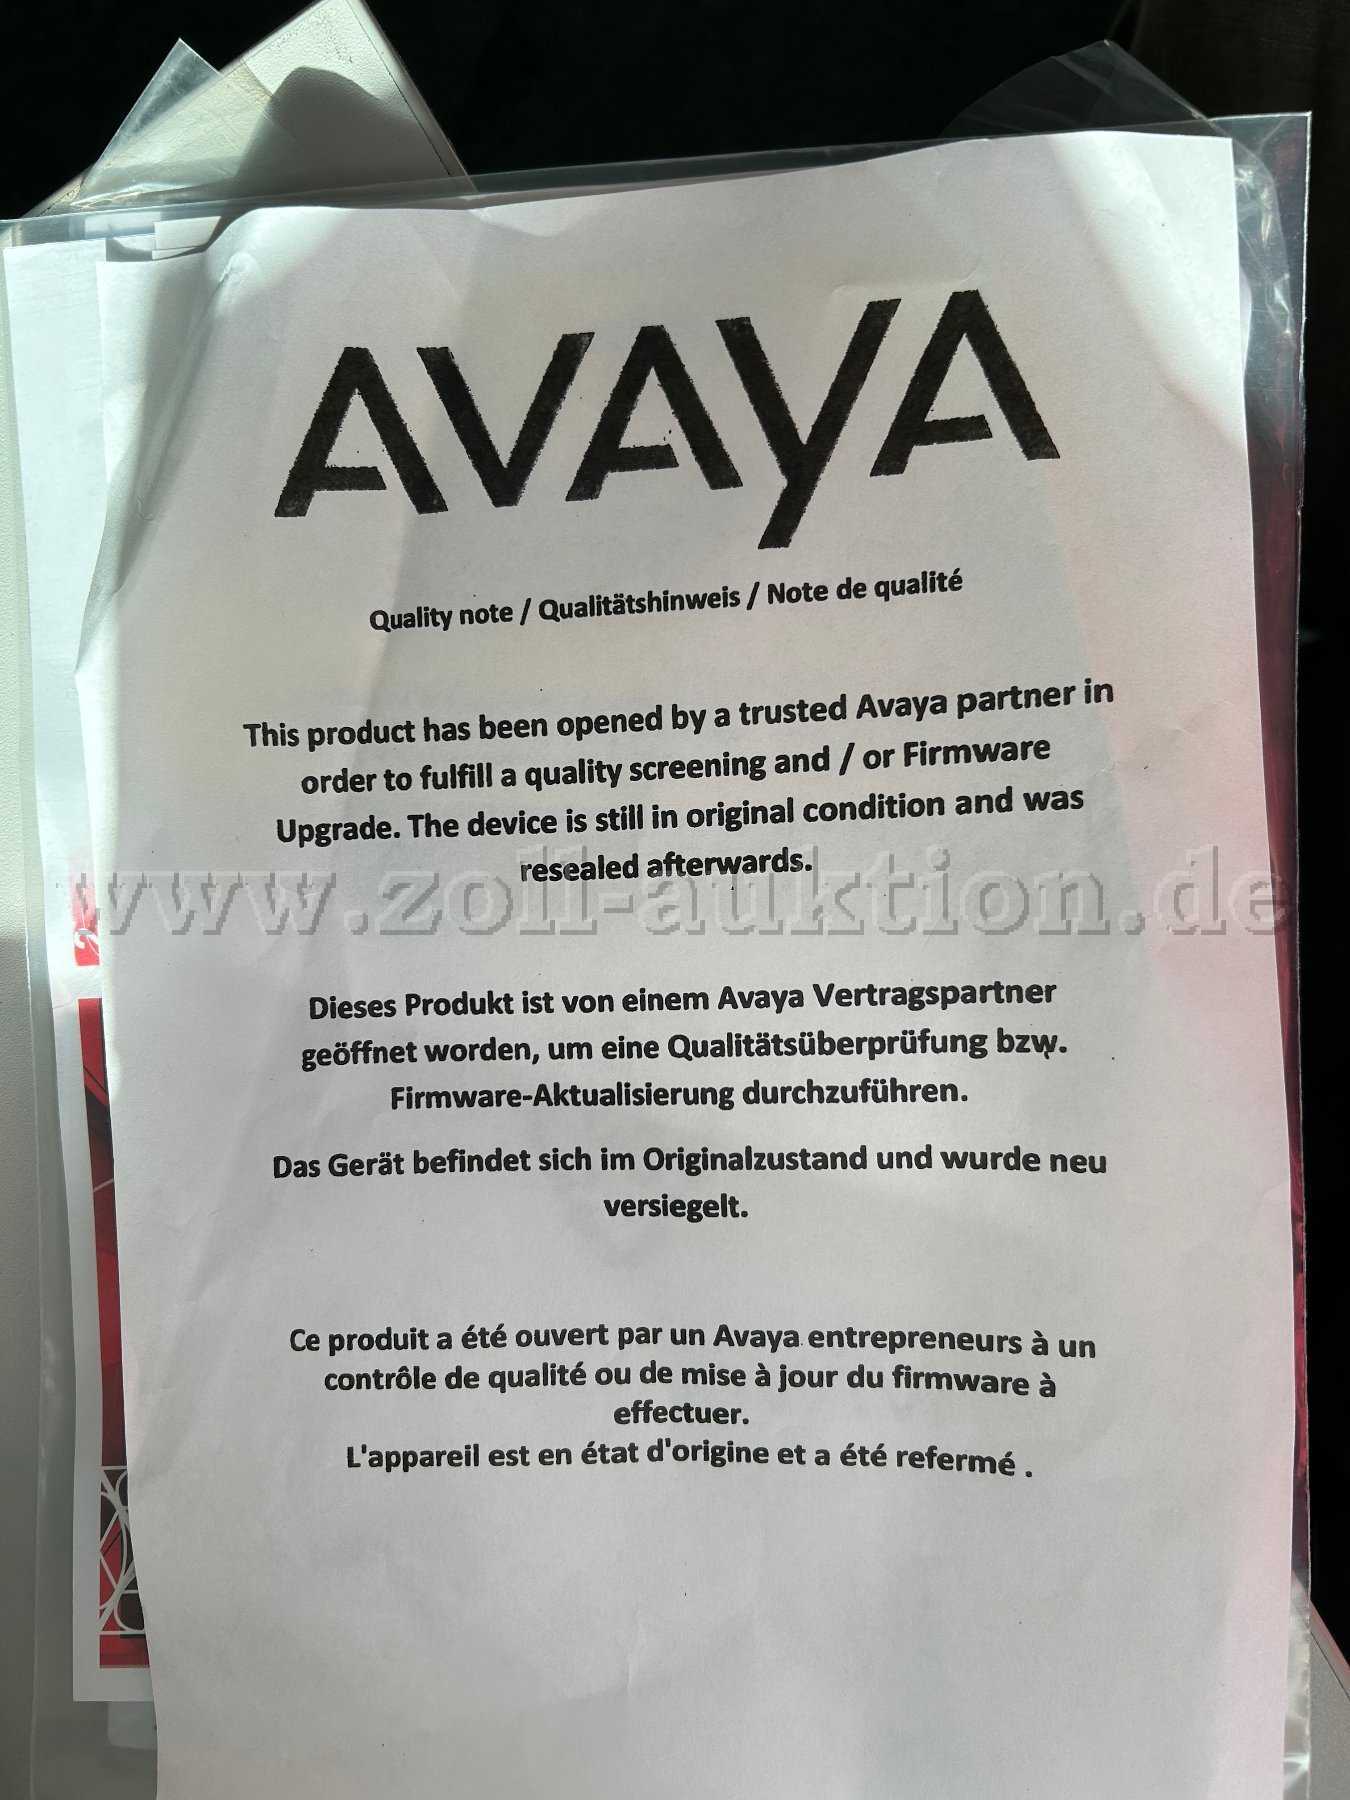 AVAYA
Quality note / Qualitätshinweis / Note de qualité
This product has been opened by a trusted Avaya partner in
order to fulfill a quality screening and / or Firmware
Upgrade. The device is still in original condition and was
resealed afterwards.
www.zoll-auktion.de
Dieses Produkt ist von einem Avaya Vertragspartner
geöffnet worden, um eine Qualitätsüberprüfung bzw.
Firmware-Aktualisierung durchzuführen.
Das Gerät befindet sich im Originalzustand und wurde neu
versiegelt.
Ce produit a été ouvert par un Avaya entrepreneurs à un
contrôle de qualité ou de mise à jour du firmware à
effectuer.
L'appareil est en état d'origine et a été refermé .